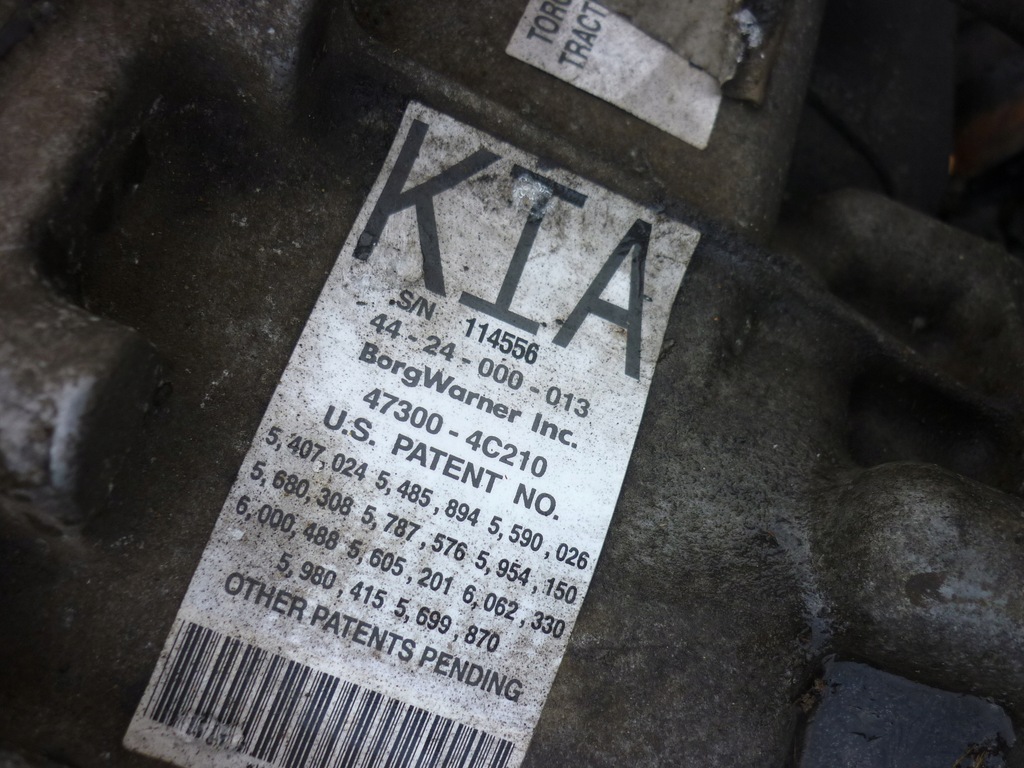 TOR
TRACT
KIA
S/N 114556
44-24-000-013
BorgWarner Inc.
47300-4C210
U.S. PATENT NO.
5,407,024 5,485,894 5,590,026
5,680,308 5,787,576 5,954,150
6,000,488 5,605,201 6,062,330
5,980,415 5,699,870
OTHER PATENTS PENDING